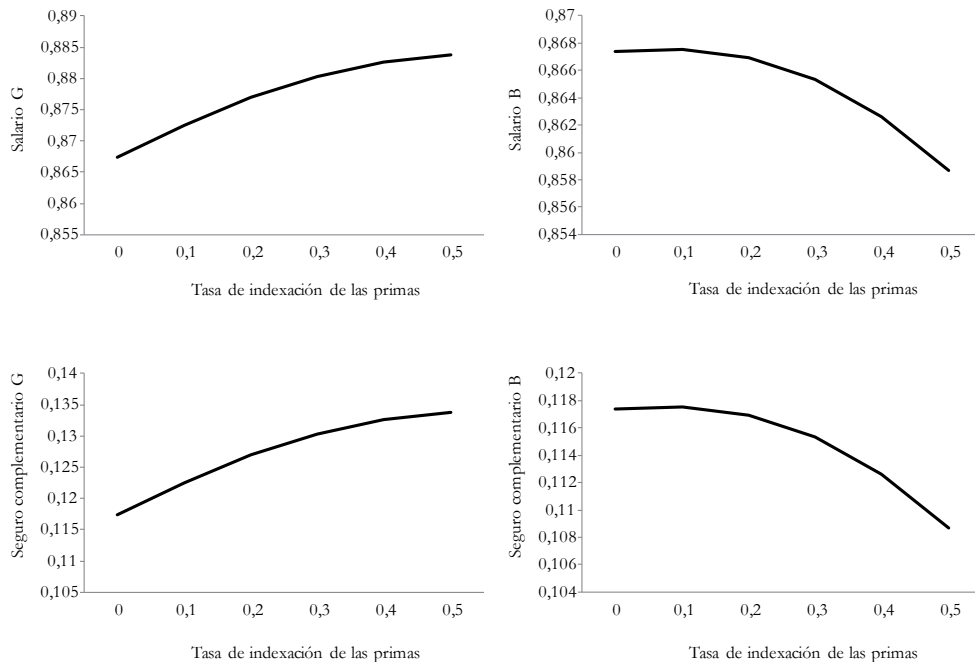 Salario G
0,89
0,885
0,88
0,875
0,87
0,865
0,86
0,855
0 0,1 0,2 0,3 0,4 0,5
Tasa de indexación de las primas
Salario B
0,87
0,868
0,866
0,864
0,862
0,86
0,858
0,856
0,854
0 0,1 0,2 0,3 0,4 0,5
Tasa de indexación de las primas
Seguro complementario G
0,14
0,135
0,13
0,125
0,12
0,115
0,11
0,105
0 0,1 0,2 0,3 0,4 0,5
Tasa de indexación de las primas
Seguro complementario B
0,12
0,118
0,116
0,114
0,112
0,11
0,108
0,106
0,104
0 0,1 0,2 0,3 0,4 0,5
Tasa de indexación de las primas